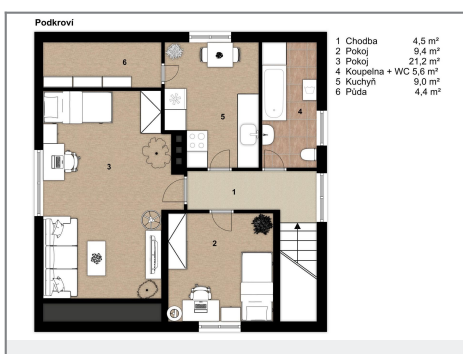 Podkroví
1 Chodba 4,5 m²
2 Pokoj 9,4 m²
3 Pokoj 21,2 m²
4 Koupelna + WC 5,6 m²
5 Kuchyň 9,0 m²
6 Půda 4,4 m²
6
5
4
3
1
2